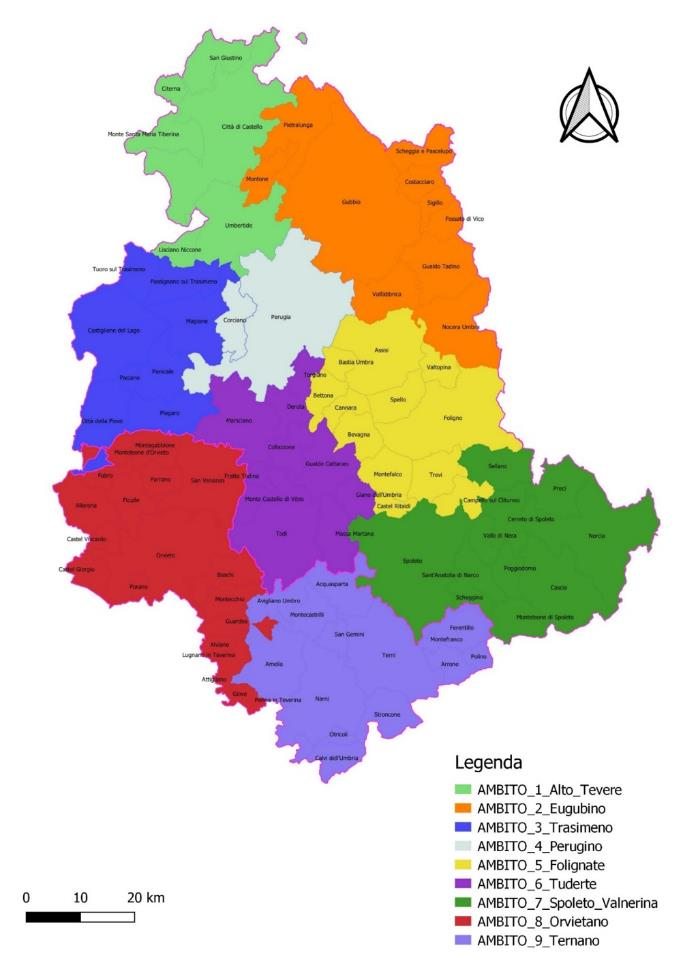 San Giustino
Citerna
Città di Castello
Monte Santa Maria Tiberina
Pietralunga
Scheggia e Pascelupo
Montone
Costacciaro
Gubbio
Sigillo
Fossato di Vico
Umbertide
Lisciano Niccone
Tuoro sul Trasimeno
Gualdo Tadino
Passignano sul Trasimeno
Valfabbrica
Magione
Corciano
Perugia
Castiglione del Lago
Nocera Umbra
Assisi
Bastia Umbra
Valtopina
Panicale
Paciano
Torgiano
Bettona
Spello
Deruta
Cannara
Piegaro
Città della Pieve
Marsciano
Foligno
Bevagna
Montegabbione
Monteleone d'Orvieto
Collazzone
Gualdo Cattaneo
Sellano
Fabro
Parrano
San Venanzo
Fratta Todina
Montefalco
Trevi
Preci
Ficulle
Monte Castello di Vibio
Giano dell'Umbria
Campello sul Clitunno
Allerona
Castel Ritaldi
Cerreto di Spoleto
Castel Viscardo
Todi
Massa Martana
Vallo di Nera
Norcia
Orvieto
Spoleto
Castel Giorgio
Poggiodomo
Baschi
Sant'Anatolia di Narco
Porano
Acquasparta
Cascia
Montecchio
Avigliano Umbro
Scheggino
Montecastrilli
Guardea
Monteleone di Spoleto
Ferentillo
San Gemini
Montefranco
Alviano
Lugnano in Teverina
Terni
Polino
Amelia
Arrone
Attigliano
Giove
Penna in Teverina
Narni
Stroncone
Otricoli
Calvi dell'Umbria
Legenda
AMBITO_1_Alto_Tevere
AMBITO_2_Eugubino
AMBITO_3_Trasimeno
AMBITO_4_Perugino
AMBITO_5_Folignate
AMBITO_6_Tuderte
AMBITO_7_Spoleto_Valnerina
AMBITO_8_Orvietano
AMBITO_9_Ternano
0 10 20 km